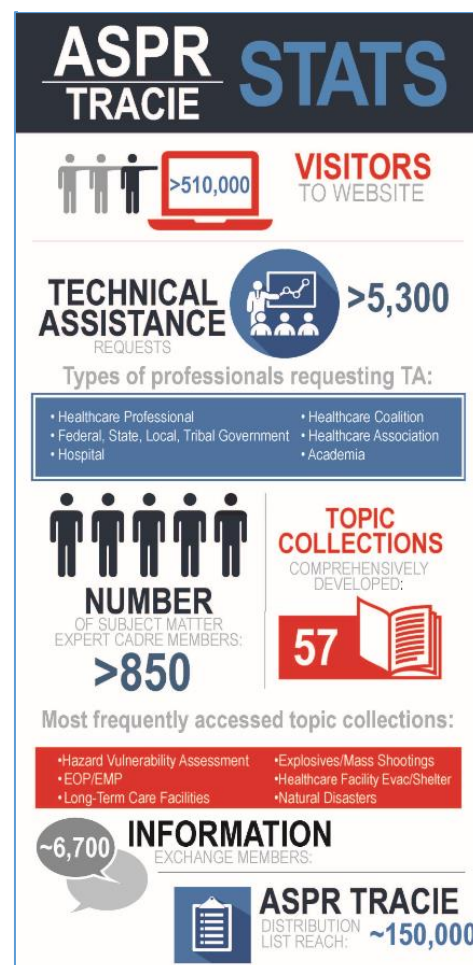 ASPR
TRACIE
STATS
>510,000
VISITORS
TO WEBSITE
TECHNICAL
ASSISTANCE
REQUESTS
>5,300
Types of professionals requesting TA:
• Healthcare Professional
• Federal, State, Local, Tribal Government
• Hospital
• Healthcare Coalition
• Healthcare Association
• Academia
NUMBER
OF SUBJECT MATTER
EXPERT CADRE MEMBERS:
>850
TOPIC
COLLECTIONS
COMPREHENSIVELY
DEVELOPED:
57
Most frequently accessed topic collections:
•Hazard Vulnerability Assessment
•EOP/EMP
•Long-Term Care Facilities
•Explosives/Mass Shootings
•Healthcare Facility Evac/Shelter
•Natural Disasters
~6,700
INFORMATION
EXCHANGE MEMBERS:
ASPR TRACIE
DISTRIBUTION
LIST REACH: ~150,000